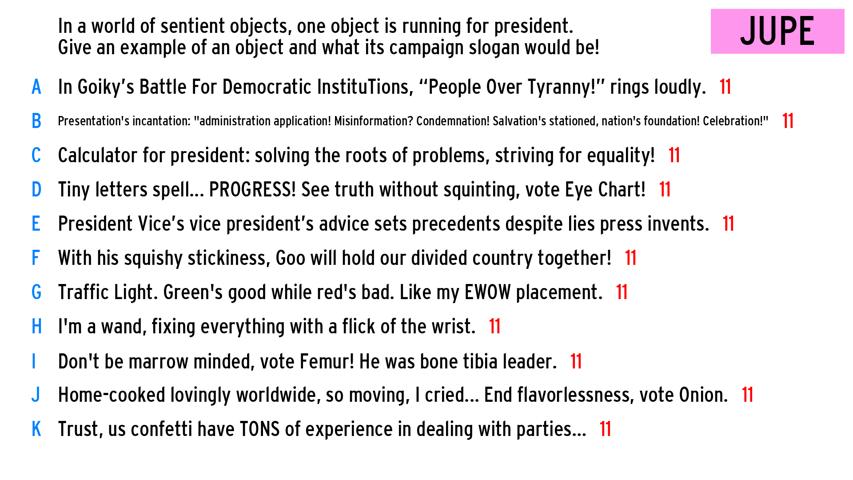 In a world of sentient objects, one object is running for president.
Give an example of an object and what its campaign slogan would be!
JUPE
A In Goiky's Battle For Democratic InstituTions, “People Over Tyranny!” rings loudly. 11
B Presentation's incantation: "administration application! Misinformation? Condemnation! Salvation's stationed, nation's foundation! Celebration!" 11
C Calculator for president: solving the roots of problems, striving for equality! 11
D Tiny letters spell... PROGRESS! See truth without squinting, vote Eye Chart! 11
E President Vice’s vice president’s advice sets precedents despite lies press invents. 11
F With his squishy stickiness, Goo will hold our divided country together! 11
G Traffic Light. Green's good while red's bad. Like my EWOW placement. 11
H I'm a wand, fixing everything with a flick of the wrist. 11
I Don't be marrow minded, vote Femur! He was bone tibia leader. 11
J Home-cooked lovingly worldwide, so moving, I cried... End flavorlessness, vote Onion. 11
K Trust, us confetti have TONS of experience in dealing with parties... 11